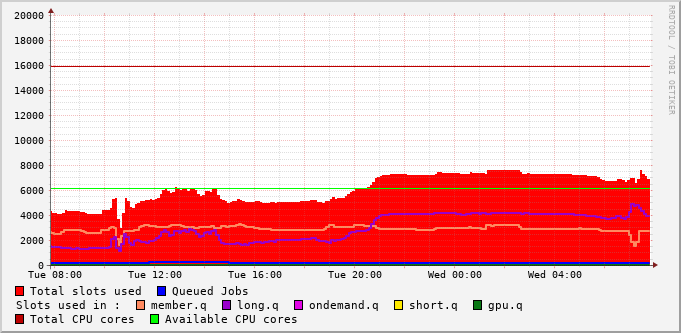 RRDTOOL / TOBI OETIKER
20000
18000
16000
14000
12000
10000
8000
6000
4000
2000
0
Tue 08:00 Tue 12:00 Tue 16:00 Tue 20:00 Wed 00:00 Wed 04:00
Total slots used Queued Jobs
Slots used in : member.q long.q ondemand.q short.q gpu.q
Total CPU cores Available CPU cores